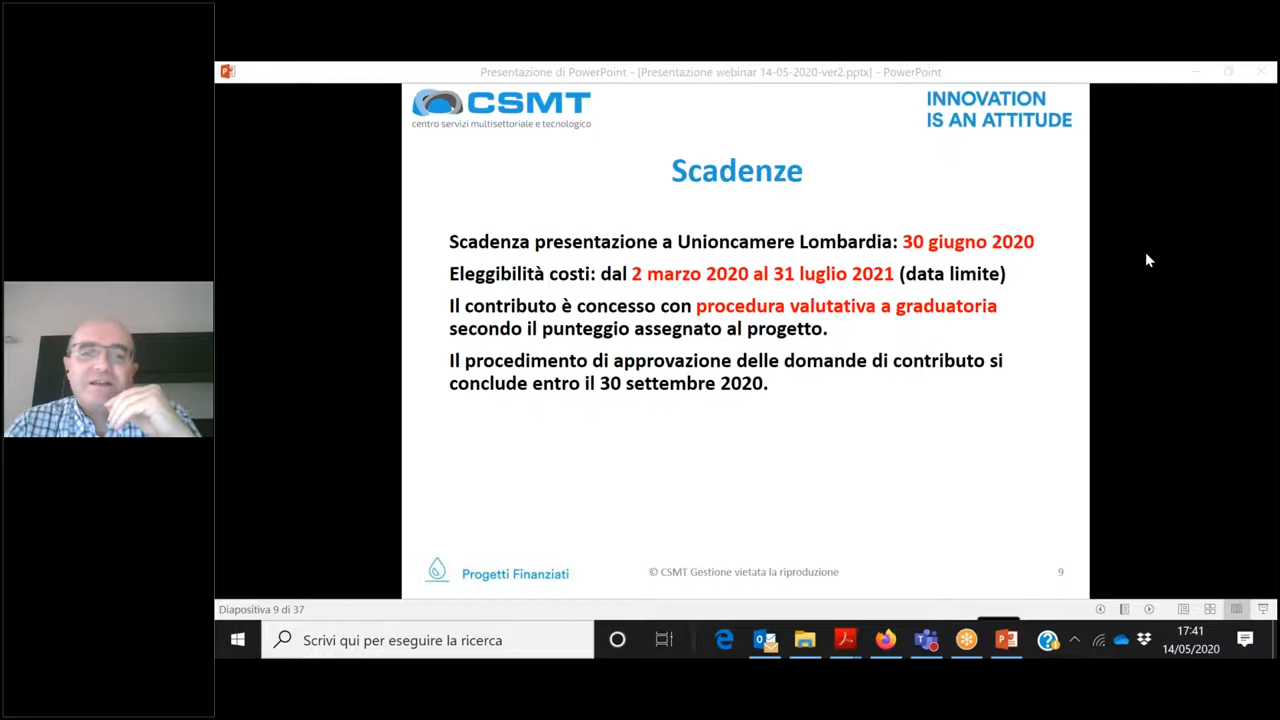 Presentazione di PowerPoint - [Presentazione webinar 14-05-2020-ver2.pptx] - PowerPoint
CSMT
centro servizi multisettoriale e tecnologico
INNOVATION
IS AN ATTITUDE
Scadenze
Scadenza presentazione a Unioncamere Lombardia: 30 giugno 2020
Eleggibilità costi: dal 2 marzo 2020 al 31 luglio 2021 (data limite)
Il contributo è concesso con procedura valutativa a graduatoria
secondo il punteggio assegnato al progetto.
Il procedimento di approvazione delle domande di contributo si
conclude entro il 30 settembre 2020.
Progetti Finanziati
© CSMT Gestione vietata la riproduzione
9
Diapositiva 9 di 37
Scrivi qui per eseguire la ricerca
17:41
14/05/2020